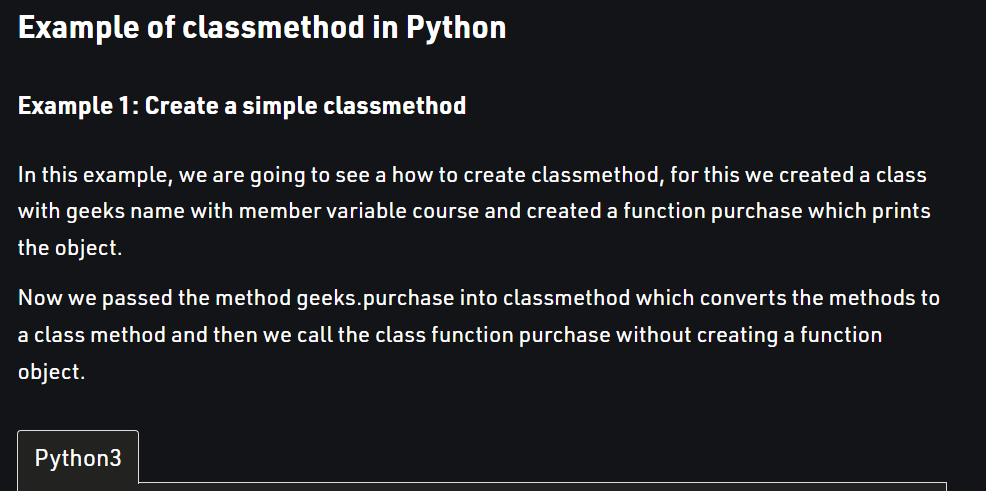 Example of classmethod in Python
Example 1: Create a simple classmethod
In this example, we are going to see a how to create classmethod, for this we created a class
with geeks name with member variable course and created a function purchase which prints
the object.
Now we passed the method geeks.purchase into classmethod which converts the methods to
a class method and then we call the class function purchase without creating a function
object.
Python3